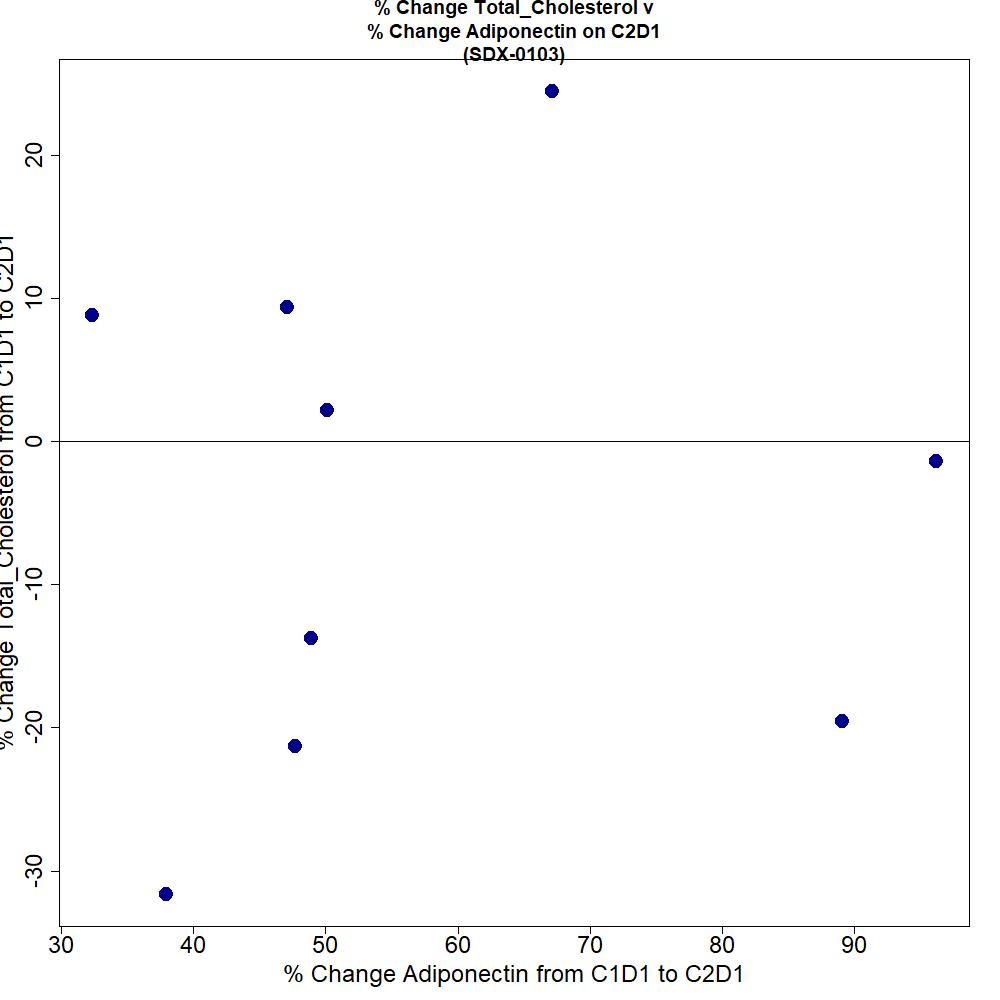 % Change Total_Cholesterol v
% Change Adiponectin on C2D1
(SDX-0103)
% Change Total_Cholesterol from C1D1 to C2D1
20
10
0
-10
-20
-30
30 40 50 60 70 80 90
% Change Adiponectin from C1D1 to C2D1